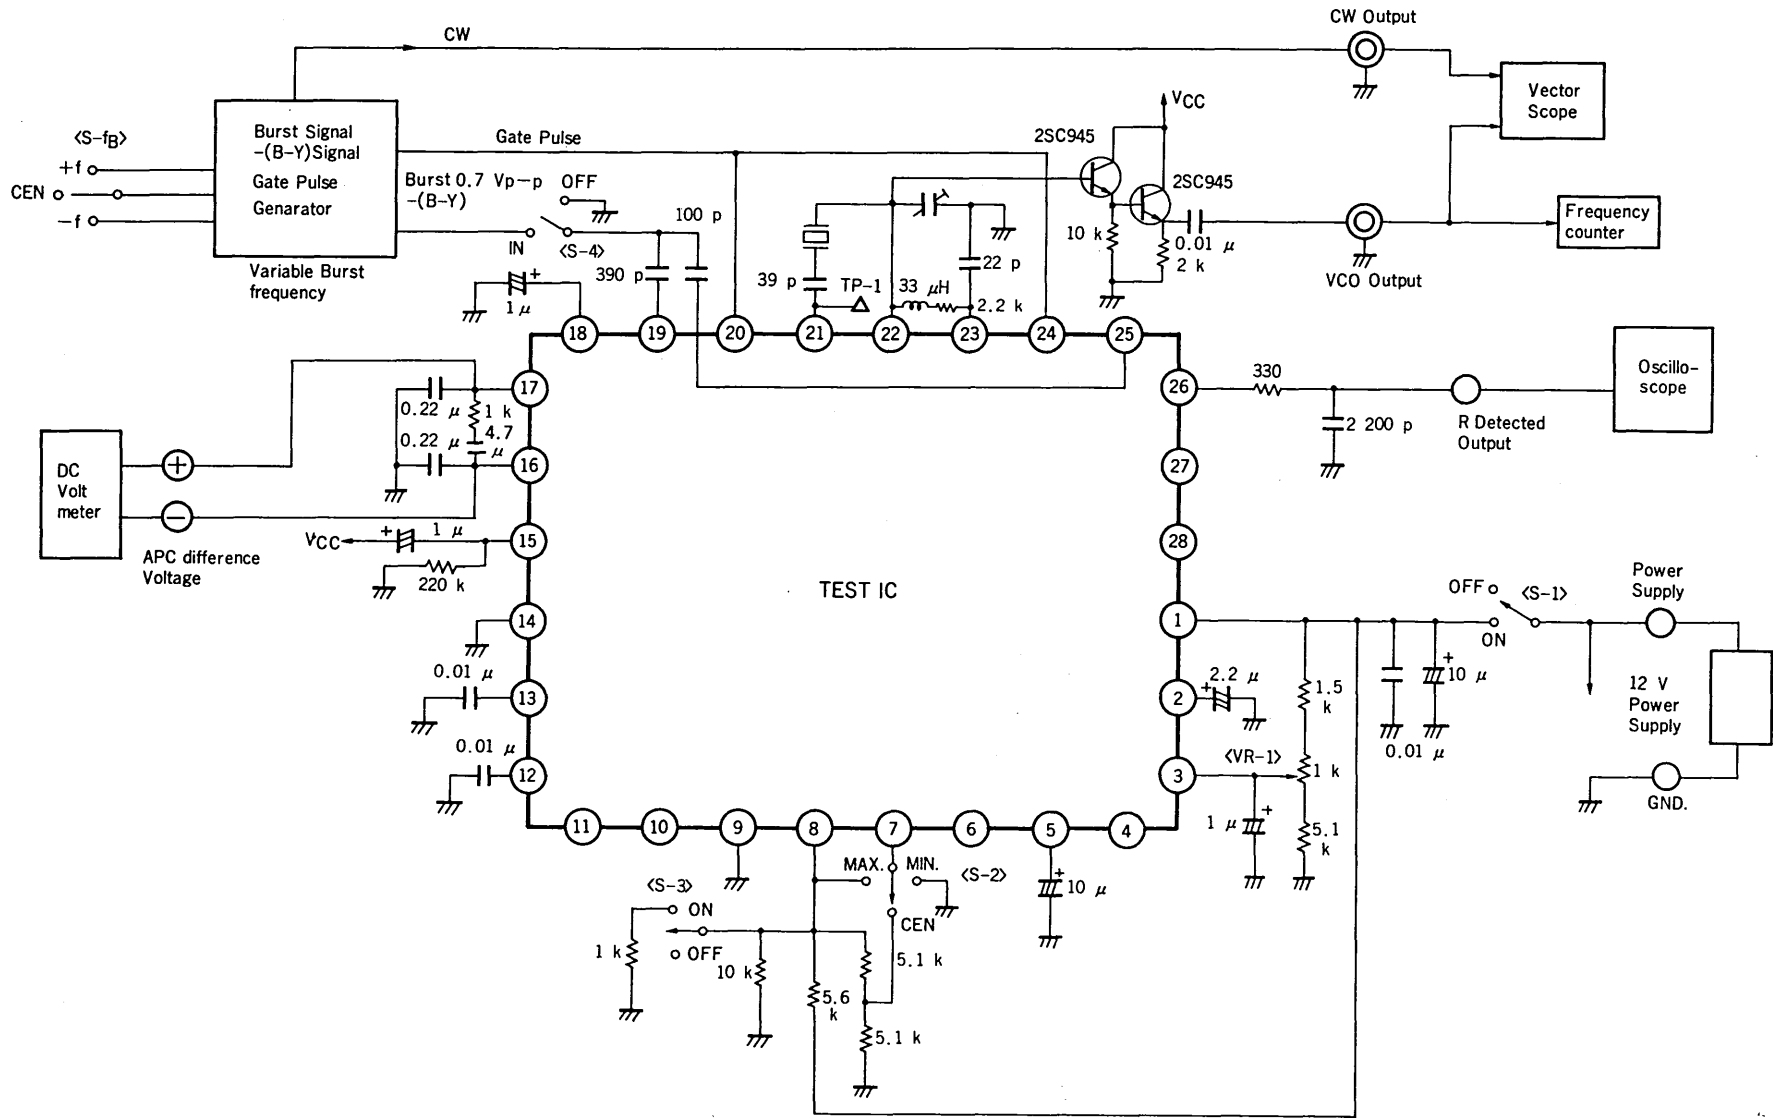 CW Output
CW
Vector
Scope
VCC
2SC945
<S-fB>
Burst Signal
-(B-Y)Signal
Gate Pulse
Genarator
Gate Pulse
+f
CEN
-f
Burst 0.7 Vp-p
-(B-Y)
OFF
IN
<S-4>
100 p
2SC945
10 k
0.01 μ
2 k
VCO Output
Frequency
counter
Variable Burst
frequency
1 μ
+
390 p
39 p
TP-1
33 μH
22 p
2.2 k
18
19
20
21
22
23
24
25
17
0.22 μ
1 k
4.7
μ
0.22 μ
16
DC
Volt
meter
+
−
APC difference
Voltage
26
330
2 200 p
R Detected
Output
Oscillo-
scope
27
VCC
+
1 μ
15
220 k
28
TEST IC
14
1
OFF
<S-1>
ON
Power
Supply
0.01 μ
13
2
2.2 μ
+
1.5
k
0.01 μ
+
10 μ
12 V
Power
Supply
0.01 μ
12
3
<VR-1>
1 k
1 μ
+
5.1
k
GND.
11
10
9
8
7
6
5
4
MAX.
MIN.
<S-2>
CEN
+
10 μ
<S-3>
ON
OFF
1 k
10 k
5.6
k
5.1 k
5.1 k